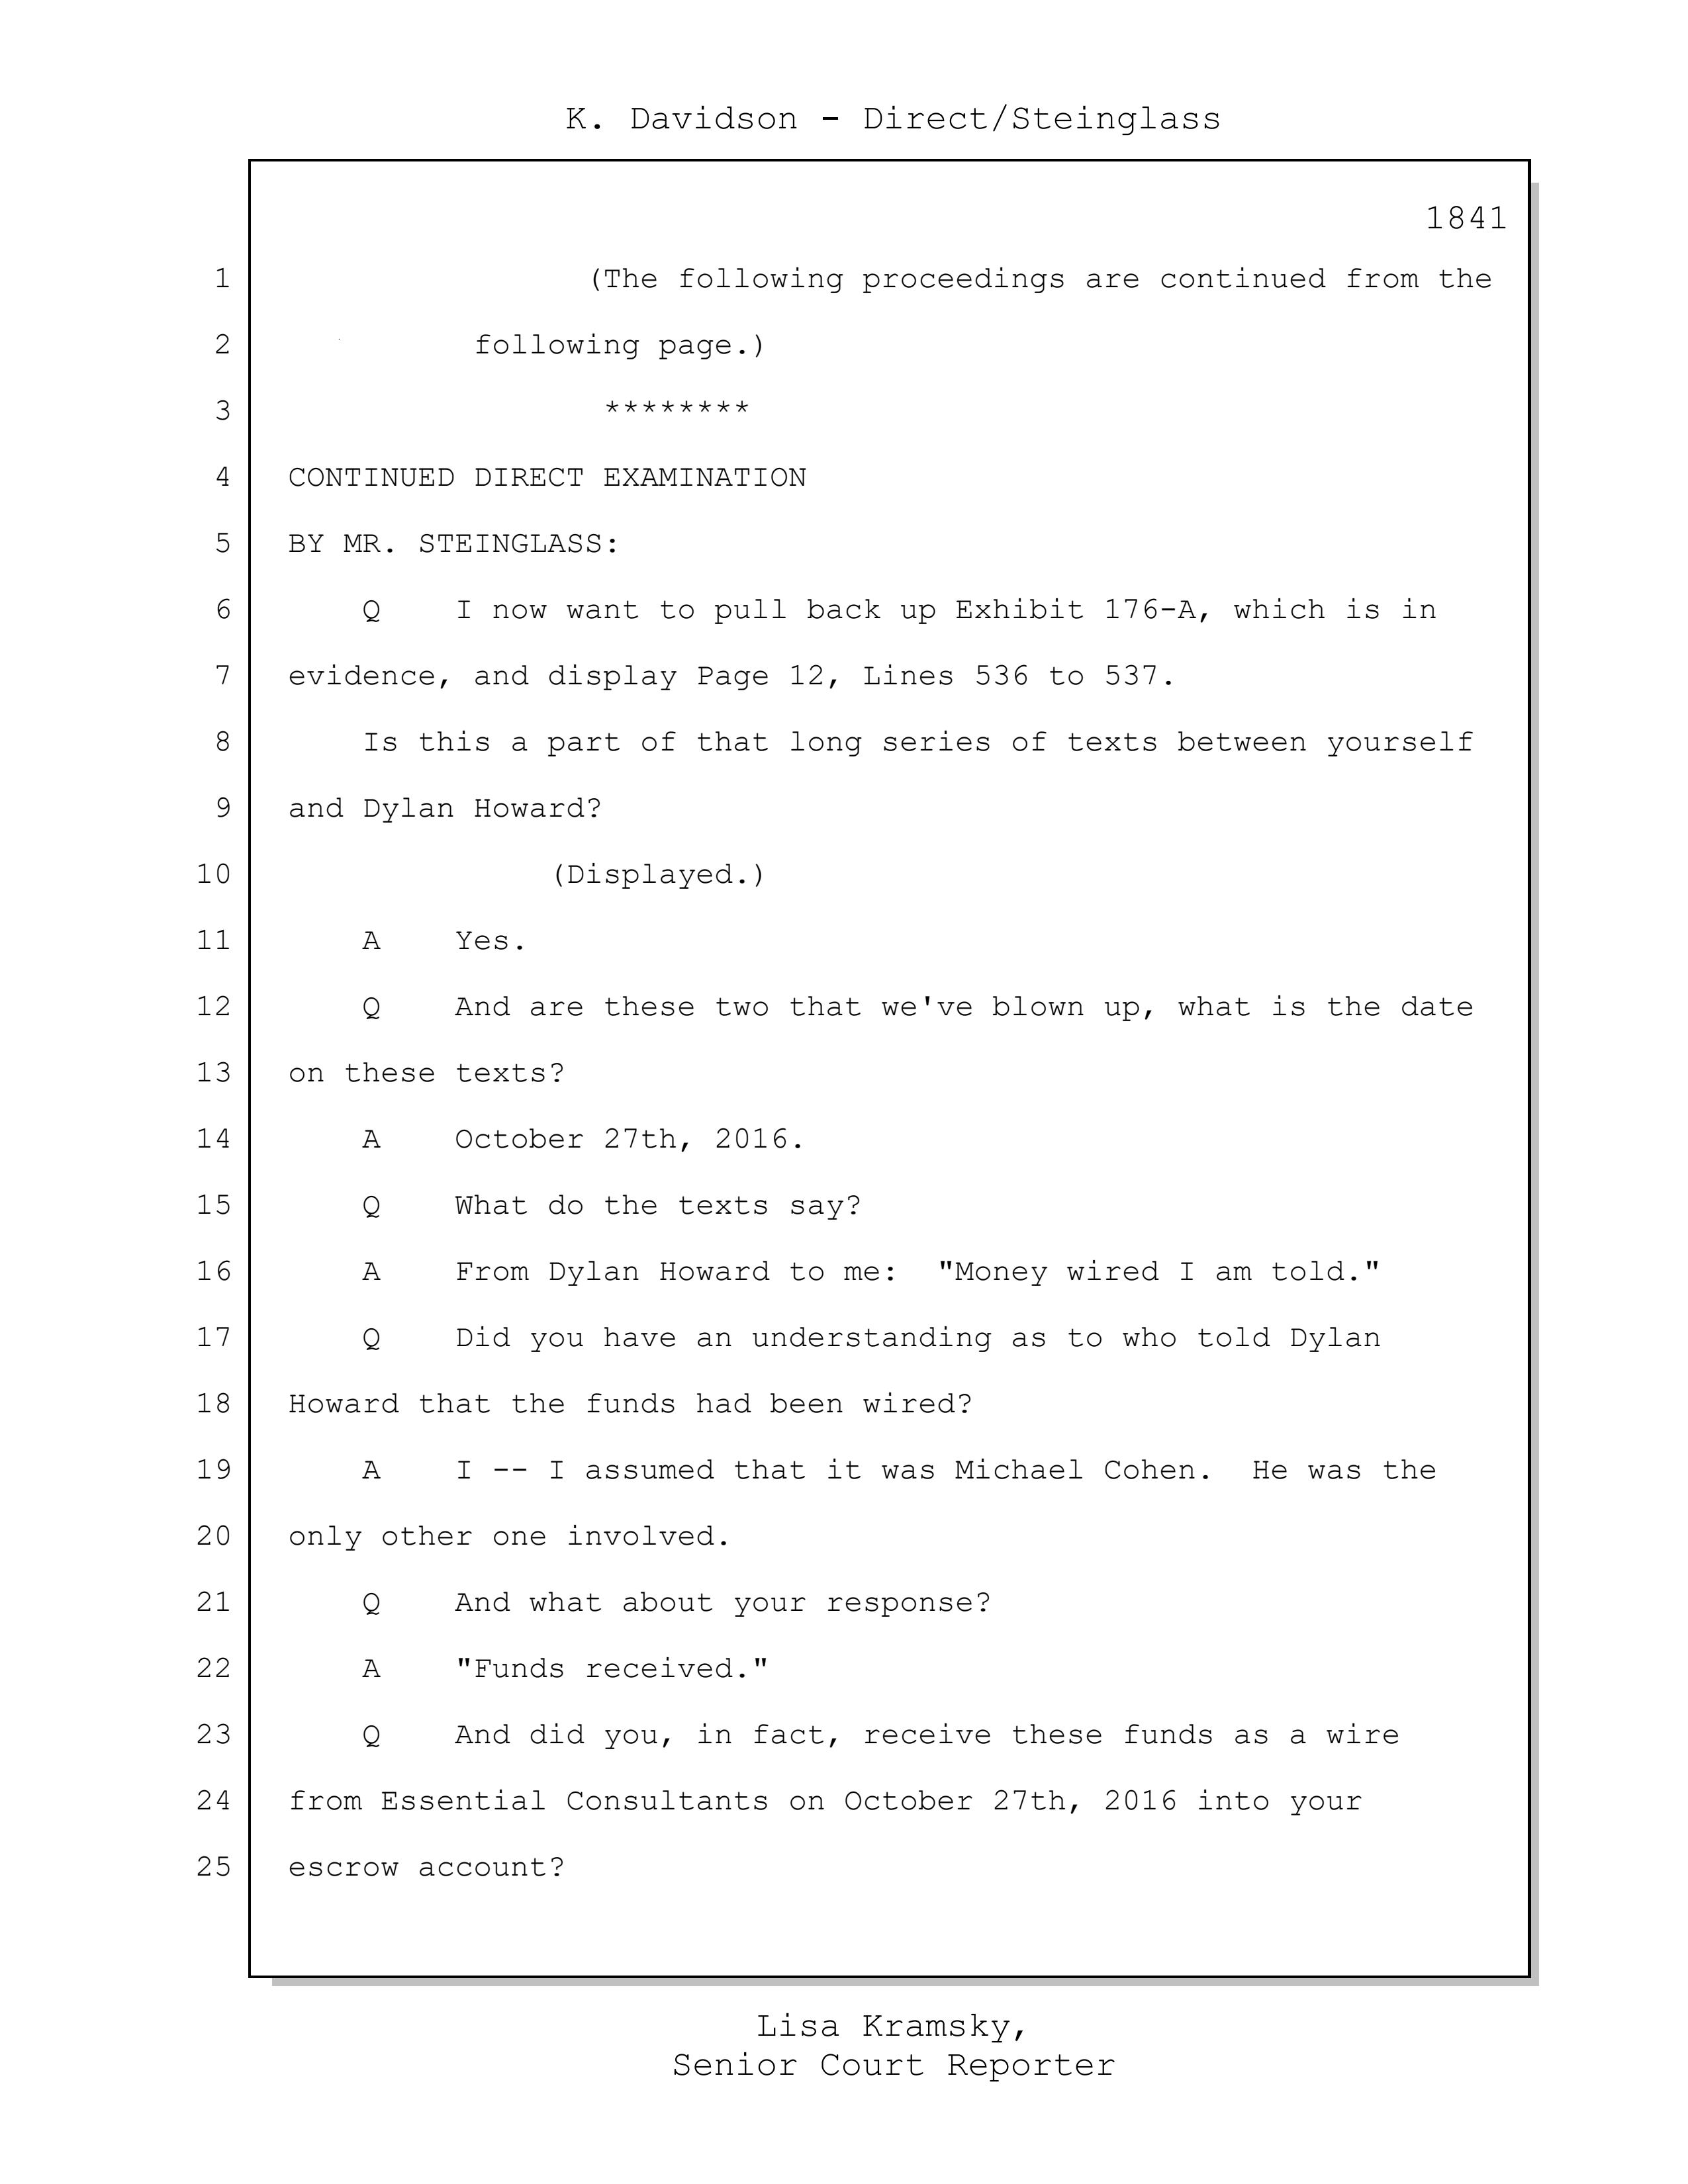 K. Davidson - Direct/Steinglass
1841
1 (The following proceedings are continued from the
2 following page.)
3 ********
4 CONTINUED DIRECT EXAMINATION
5 BY MR. STEINGLASS:
6 Q I now want to pull back up Exhibit 176-A, which is in
7 evidence, and display Page 12, Lines 536 to 537.
8 Is this a part of that long series of texts between yourself
9 and Dylan Howard?
10 (Displayed.)
11 A Yes.
12 Q And are these two that we've blown up, what is the date
13 on these texts?
14 A October 27th, 2016.
15 Q What do the texts say?
16 A From Dylan Howard to me: "Money wired I am told."
17 Q Did you have an understanding as to who told Dylan
18 Howard that the funds had been wired?
19 A I -- I assumed that it was Michael Cohen. He was the
20 only other one involved.
21 Q And what about your response?
22 A "Funds received."
23 Q And did you, in fact, receive these funds as a wire
24 from Essential Consultants on October 27th, 2016 into your
25 escrow account?
Lisa Kramsky,
Senior Court Reporter